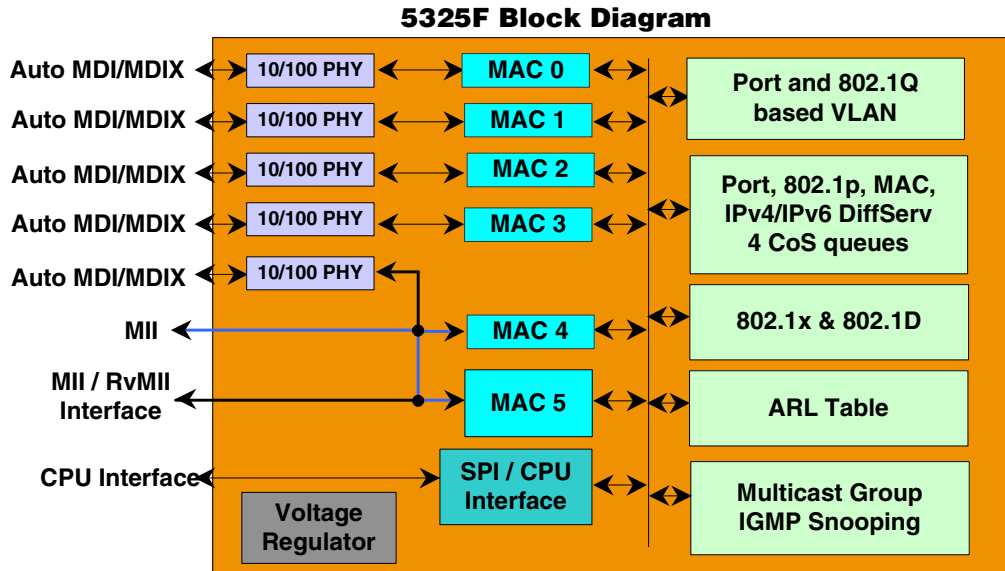 5325F Block Diagram
Auto MDI/MDIX
10/100 PHY
MAC 0
Auto MDI/MDIX
10/100 PHY
MAC 1
Auto MDI/MDIX
10/100 PHY
MAC 2
Auto MDI/MDIX
10/100 PHY
MAC 3
Auto MDI/MDIX
10/100 PHY
MII
MAC 4
MII / RvMII
Interface
MAC 5
CPU Interface
SPI / CPU
Interface
Voltage
Regulator
Port and 802.1Q
based VLAN
Port, 802.1p, MAC,
IPv4/IPv6 DiffServ
4 CoS queues
802.1x & 802.1D
ARL Table
Multicast Group
IGMP Snooping